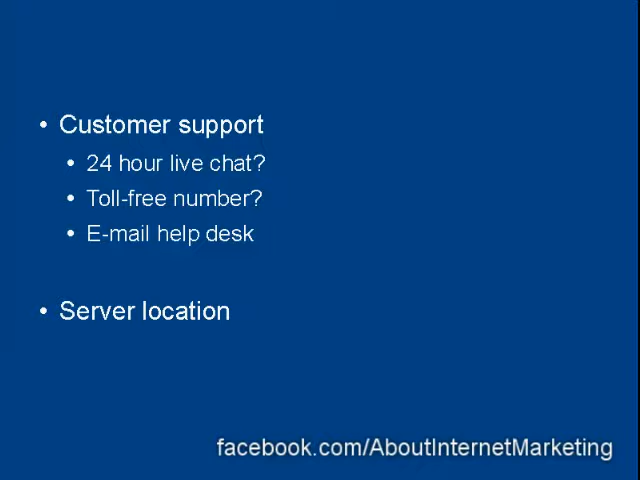 • Customer support
• 24 hour live chat?
• Toll-free number?
• E-mail help desk
• Server location
facebook.com/AboutInternetMarketing